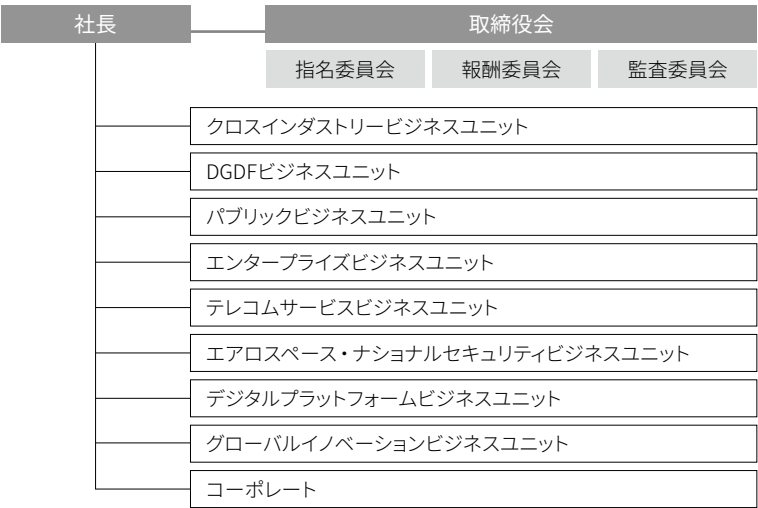 社長
取締役会
指名委員会
報酬委員会
監査委員会
クロスインダストリービジネスユニット
DGDFビジネスユニット
パブリックビジネスユニット
エンタープライズビジネスユニット
テレコムサービスビジネスユニット
エアロスペース・ナショナルセキュリティビジネスユニット
デジタルプラットフォームビジネスユニット
グローバルイノベーションビジネスユニット
コーポレート